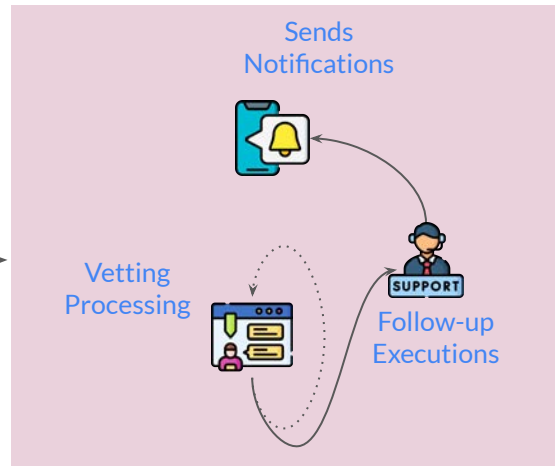 Sends
Notifications
Vetting
Processing
SUPPORT
Follow-up
Executions